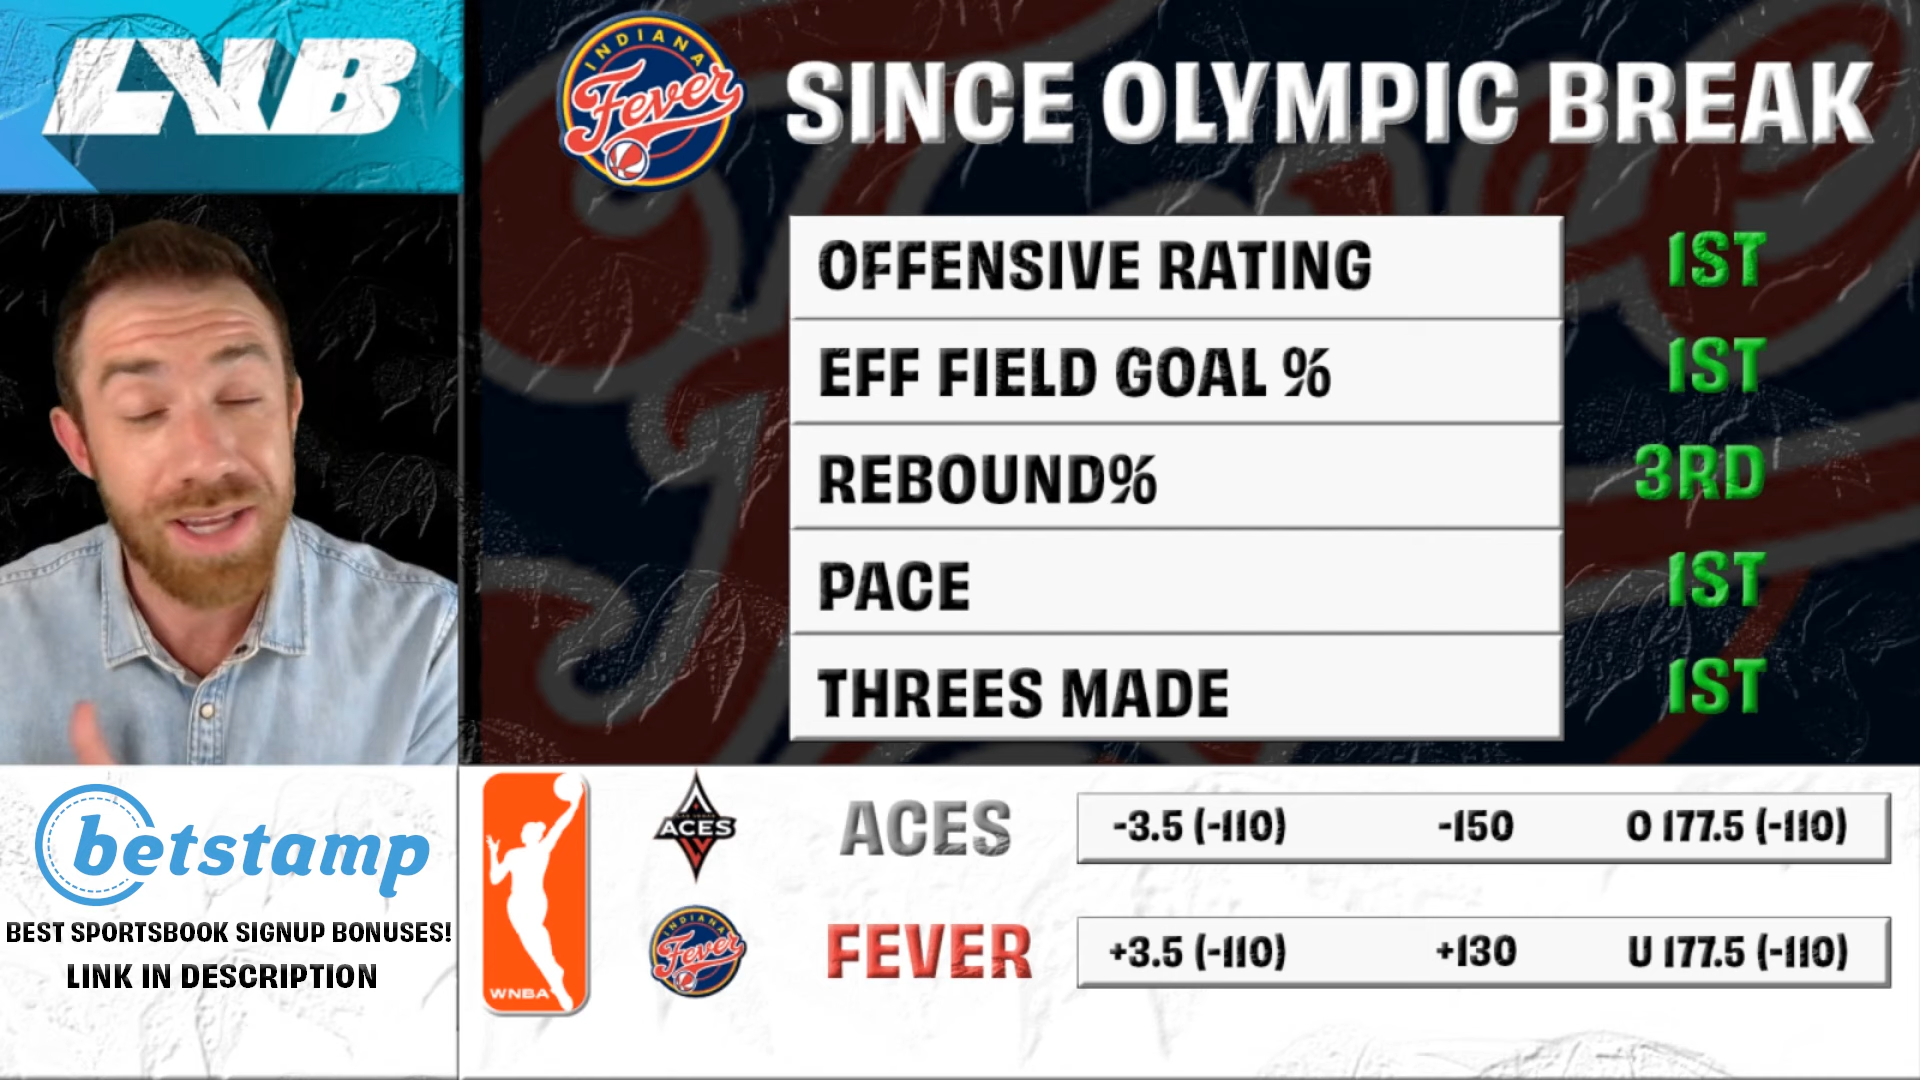 LVB
INDIANA
Fever
SINCE OLYMPIC BREAK
OFFENSIVE RATING 1ST
EFF FIELD GOAL % 1ST
REBOUND% 3RD
PACE 1ST
THREES MADE 1ST
betstamp
BEST SPORTSBOOK SIGNUP BONUSES!
LINK IN DESCRIPTION
WNBA
ACES
ACES -3.5 (-110) -150 O 177.5 (-110)
INDIANA
Fever
FEVER +3.5 (-110) +130 U 177.5 (-110)